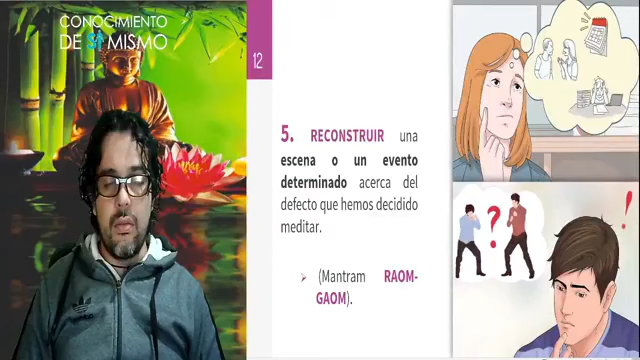 CONOCIMIENTO
DE SÍ MISMO
12
5. RECONSTRUIR una
escena o un evento
determinado acerca del
defecto que hemos decidido
meditar.
➢ (Mantram RAOM-
GAOM).
adidas